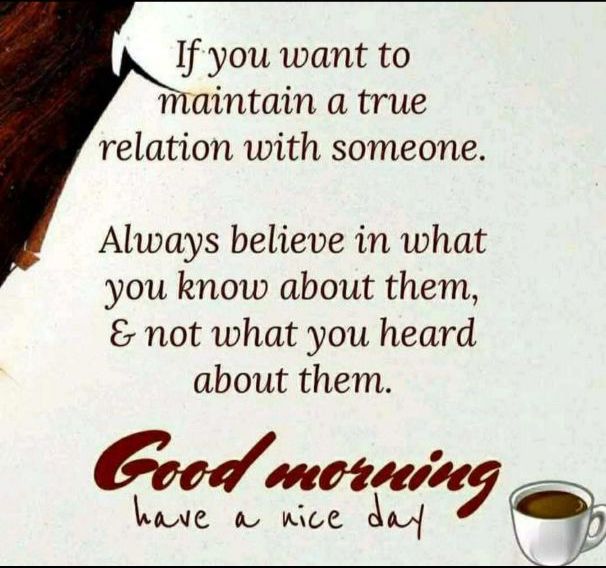 If you want to
maintain a true
relation with someone.
Always believe in what
you know about them,
& not what you heard
about them.
Good morning
have a nice day